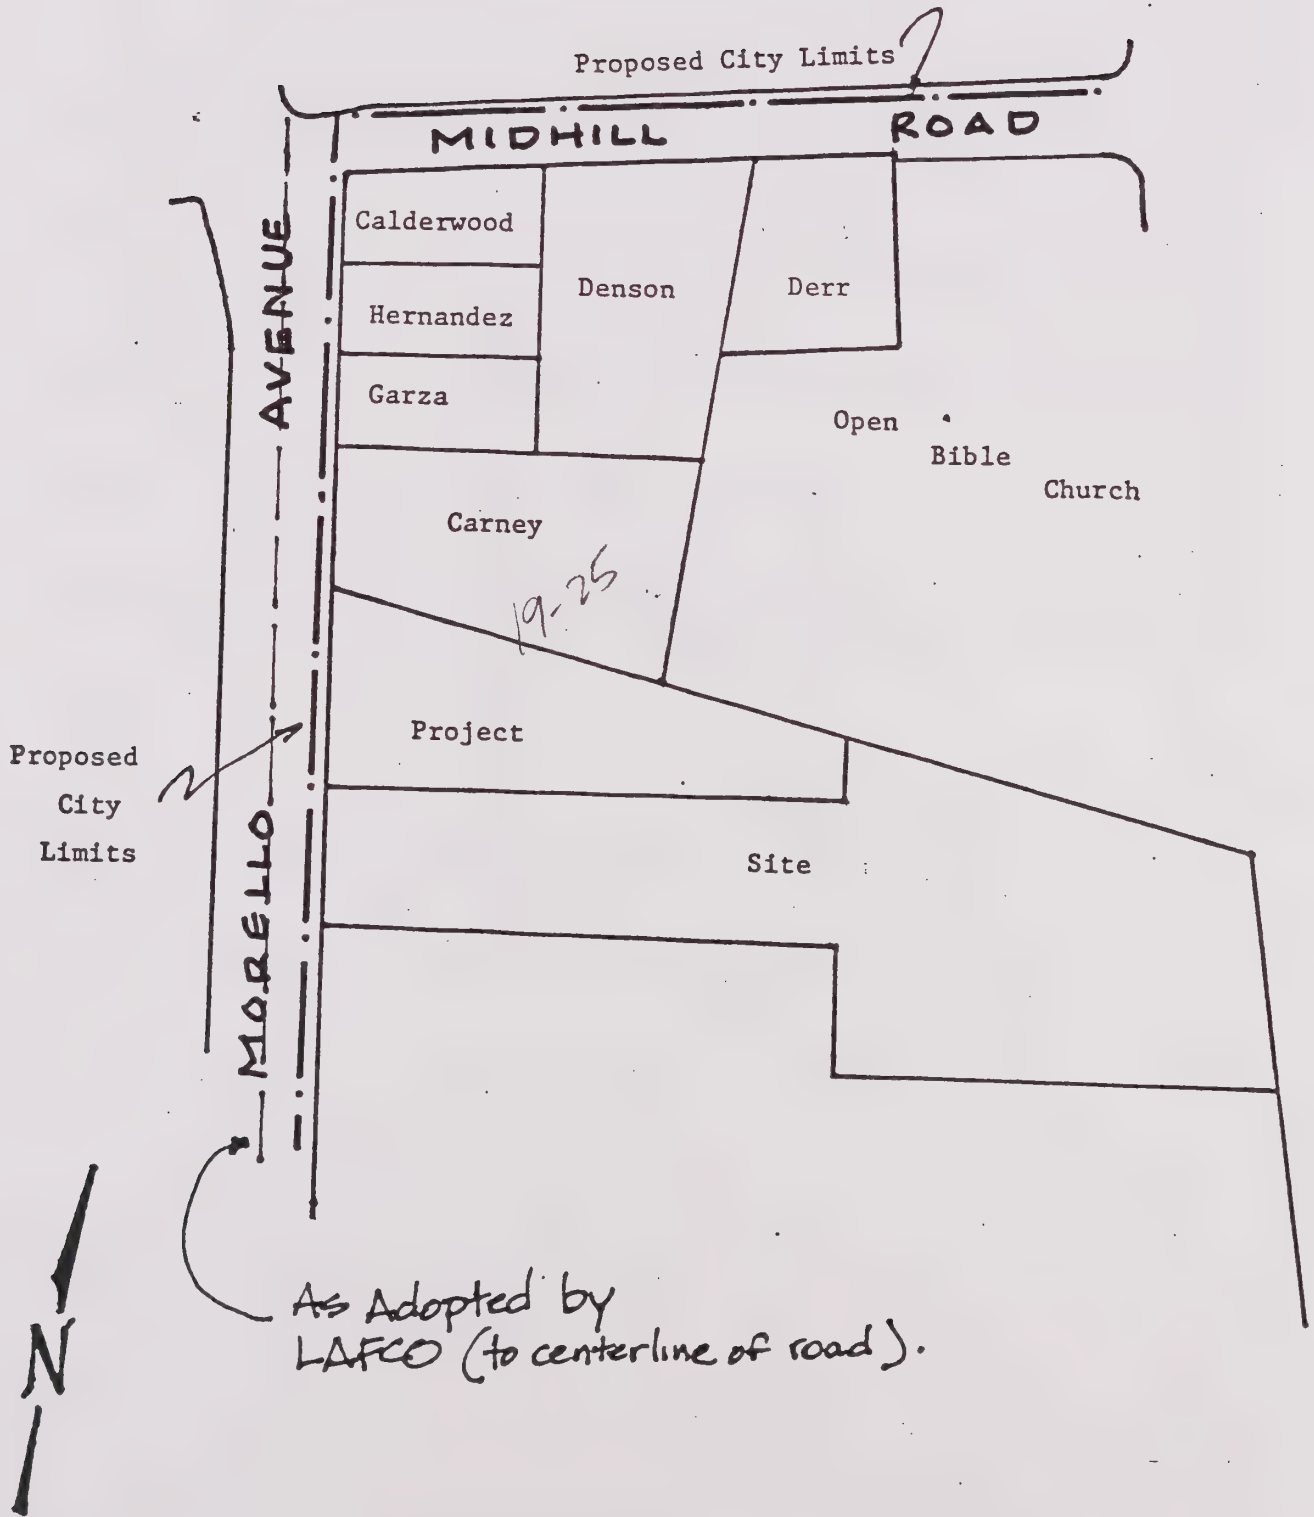 Proposed City Limits
MIDHILL ROAD
MORELLO AVENUE
Calderwood
Denson
Derr
Hernandez
Garza
Open
Bible
Church
Carney
19-25
Project
Proposed
City
Limits
Site
As Adopted by
LAFCO (to centerline of road).
N